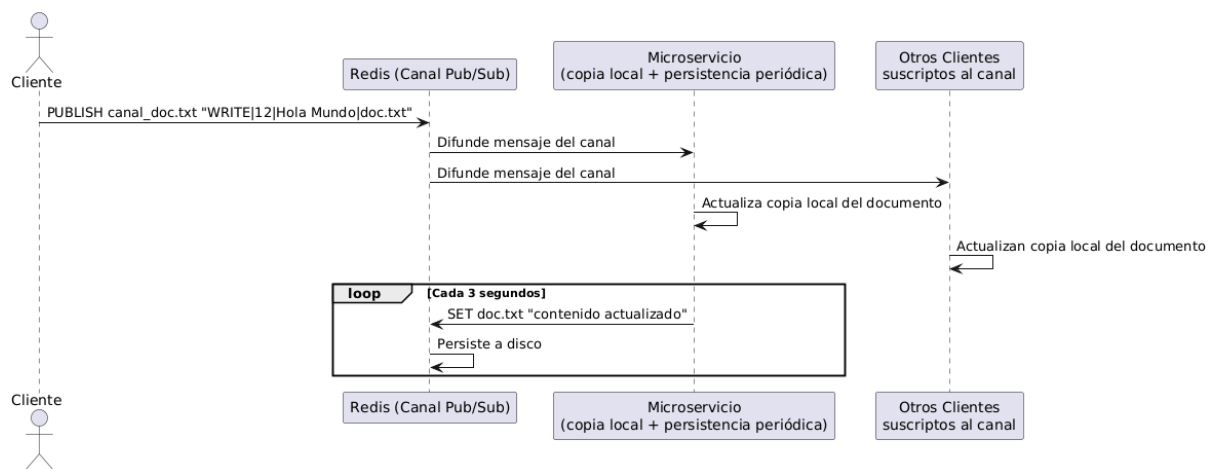 Cliente
Redis (Canal Pub/Sub)
Microservicio
(copia local + persistencia periódica)
Otros Clientes
suscriptos al canal
PUBLISH canal_doc.txt "WRITE|12|Hola Mundo|doc.txt"
Difunde mensaje del canal
Difunde mensaje del canal
Actualiza copia local del documento
Actualizan copia local del documento
loop [Cada 3 segundos]
SET doc.txt "contenido actualizado"
Persiste a disco
Cliente
Redis (Canal Pub/Sub)
Microservicio
(copia local + persistencia periódica)
Otros Clientes
suscriptos al canal